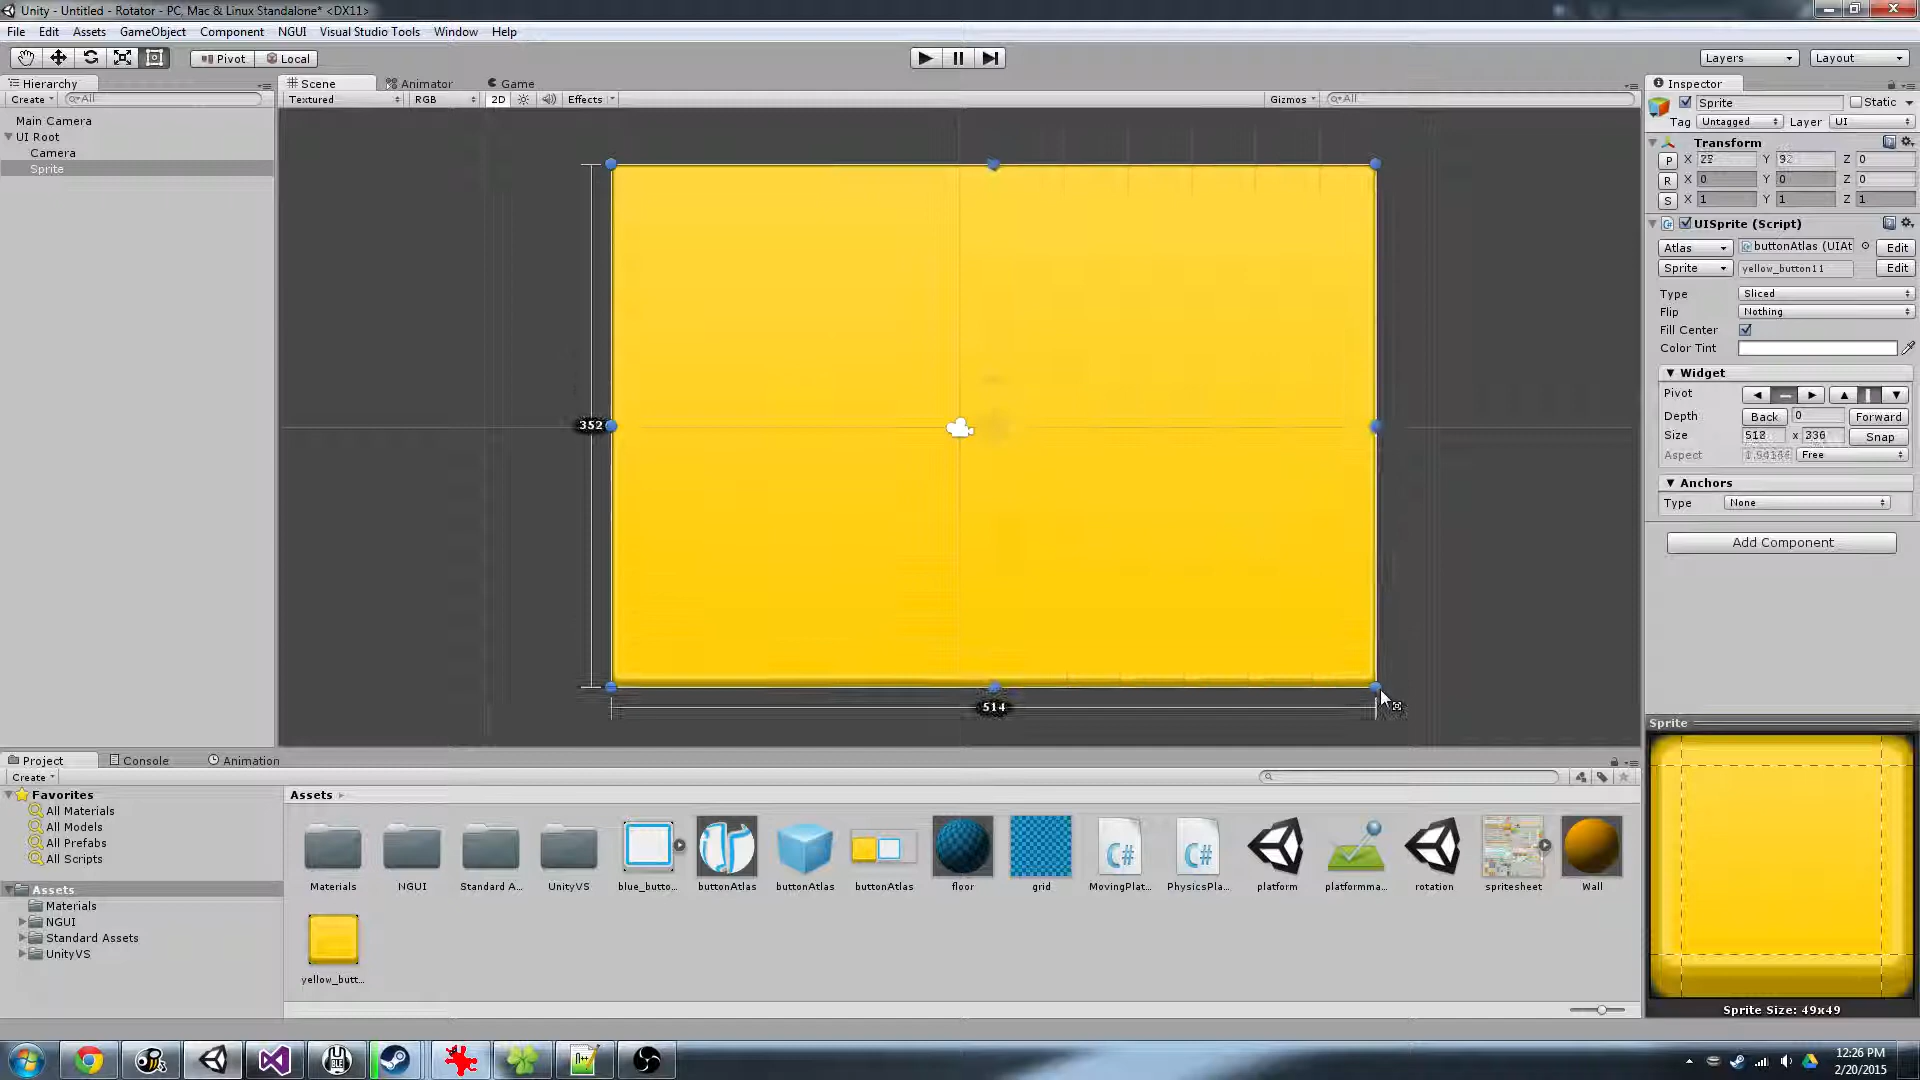 Unity - Untitled - Rotator - PC, Mac & Linux Standalone* <DX11>
File Edit Assets GameObject Component NGUI Visual Studio Tools Window Help
Pivot Local Layers Layout
Hierarchy
Create All
Main Camera
UI Root
Camera
Sprite
Scene Animator Game
Textured RGB 2D Effects Gizmos All
352
514
Inspector
Sprite Static
Tag Untagged Layer UI
Transform
P X Y Z 0
R X 0 Y 0 Z 0
S X 1 Y 1 Z 1
UISprite (Script)
Atlas buttonAtlas (UIAt Edit
Sprite yellow_button11 Edit
Type Sliced
Flip Nothing
Fill Center
Color Tint
Widget
Pivot
Depth Back 0 Forward
Size x 336 Snap
Aspect Free
Anchors
Type None
Add Component
Sprite
Sprite Size: 49x49
Project Console Animation
Create
Favorites
All Materials
All Models
All Prefabs
All Scripts
Assets
Materials
NGUI
Standard Assets
UnityVS
Assets
Materials NGUI Standard A... UnityVS blue_butto... buttonAtlas buttonAtlas buttonAtlas floor grid MovingPlat... PhysicsPla... platform platformma... rotation spritesheet Wall
C# C#
yellow_butt...
12:26 PM
2/20/2015